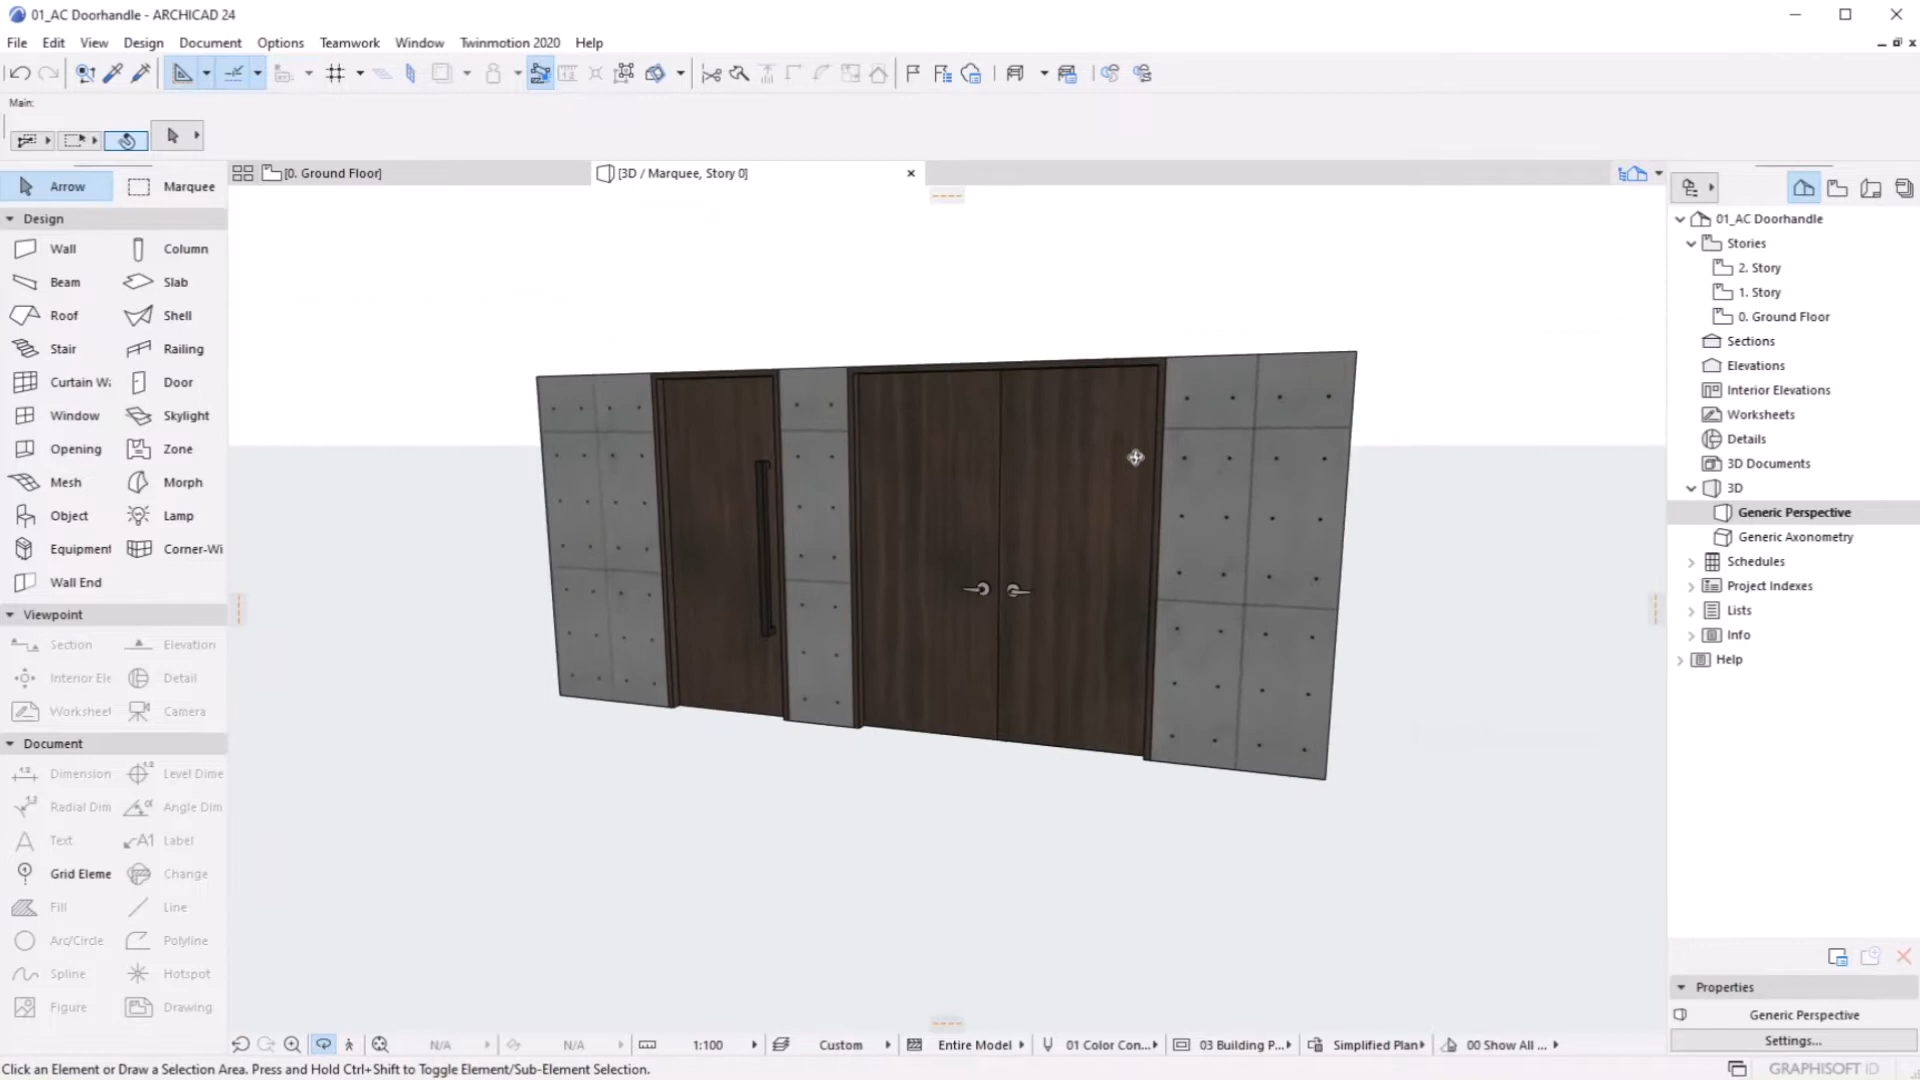 01_AC Doorhandle - ARCHICAD 24
File Edit View Design Document Options Teamwork Window Twinmotion 2020 Help
Main:
[0. Ground Floor]
[3D / Marquee, Story 0]
Arrow Marquee
Design
Wall Column
Beam Slab
Roof Shell
Stair Railing
Curtain Wa Door
Window Skylight
Opening Zone
Mesh Morph
Object Lamp
Equipment Corner-Wi
Wall End
Viewpoint
Section Elevation
Interior Ele Detail
Worksheet Camera
Document
Dimension Level Dime
Radial Dim Angle Dim
Text A1 Label
Grid Eleme Change
Fill Line
Arc/Circle Polyline
Spline Hotspot
Figure Drawing
01_AC Doorhandle
Stories
2. Story
1. Story
0. Ground Floor
Sections
Elevations
Interior Elevations
Worksheets
Details
3D Documents
3D
Generic Perspective
Generic Axonometry
Schedules
Project Indexes
Lists
Info
Help
Properties
Generic Perspective
Settings...
N/A N/A 1:100 Custom Entire Model 01 Color Con... 03 Building P... Simplified Plan 00 Show All ...
Click an Element or Draw a Selection Area. Press and Hold Ctrl+Shift to Toggle Element/Sub-Element Selection.
GRAPHISOFT ID